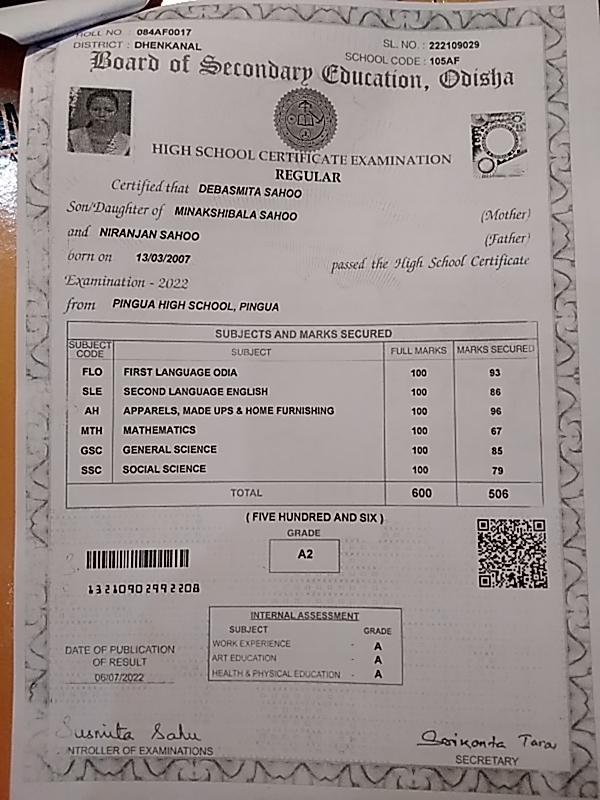 ROLL NO : 084AF0017
DISTRICT : DHENKANAL
SL. NO. : 222109029
SCHOOL CODE : 105AF
Board of Secondary Education, Odisha
HIGH SCHOOL CERTIFICATE EXAMINATION
REGULAR
Certified that DEBASMITA SAHOO
Son/Daughter of MINAKSHIBALA SAHOO (Mother)
and NIRANJAN SAHOO (Father)
born on 13/03/2007 passed the High School Certificate
Examination - 2022
from PINGUA HIGH SCHOOL, PINGUA
SUBJECTS AND MARKS SECURED
SUBJECT CODE SUBJECT FULL MARKS MARKS SECURED
FLO FIRST LANGUAGE ODIA 100 93
SLE SECOND LANGUAGE ENGLISH 100 86
AH APPARELS, MADE UPS & HOME FURNISHING 100 96
MTH MATHEMATICS 100 67
GSC GENERAL SCIENCE 100 85
SSC SOCIAL SCIENCE 100 79
TOTAL 600 506
( FIVE HUNDRED AND SIX )
GRADE
A2
13210902992208
INTERNAL ASSESSMENT
SUBJECT GRADE
WORK EXPERIENCE - A
ART EDUCATION - A
HEALTH & PHYSICAL EDUCATION - A
DATE OF PUBLICATION
OF RESULT
06/07/2022
Susmita Sahu
NTROLLER OF EXAMINATIONS
Srikanta Tarai
SECRETARY